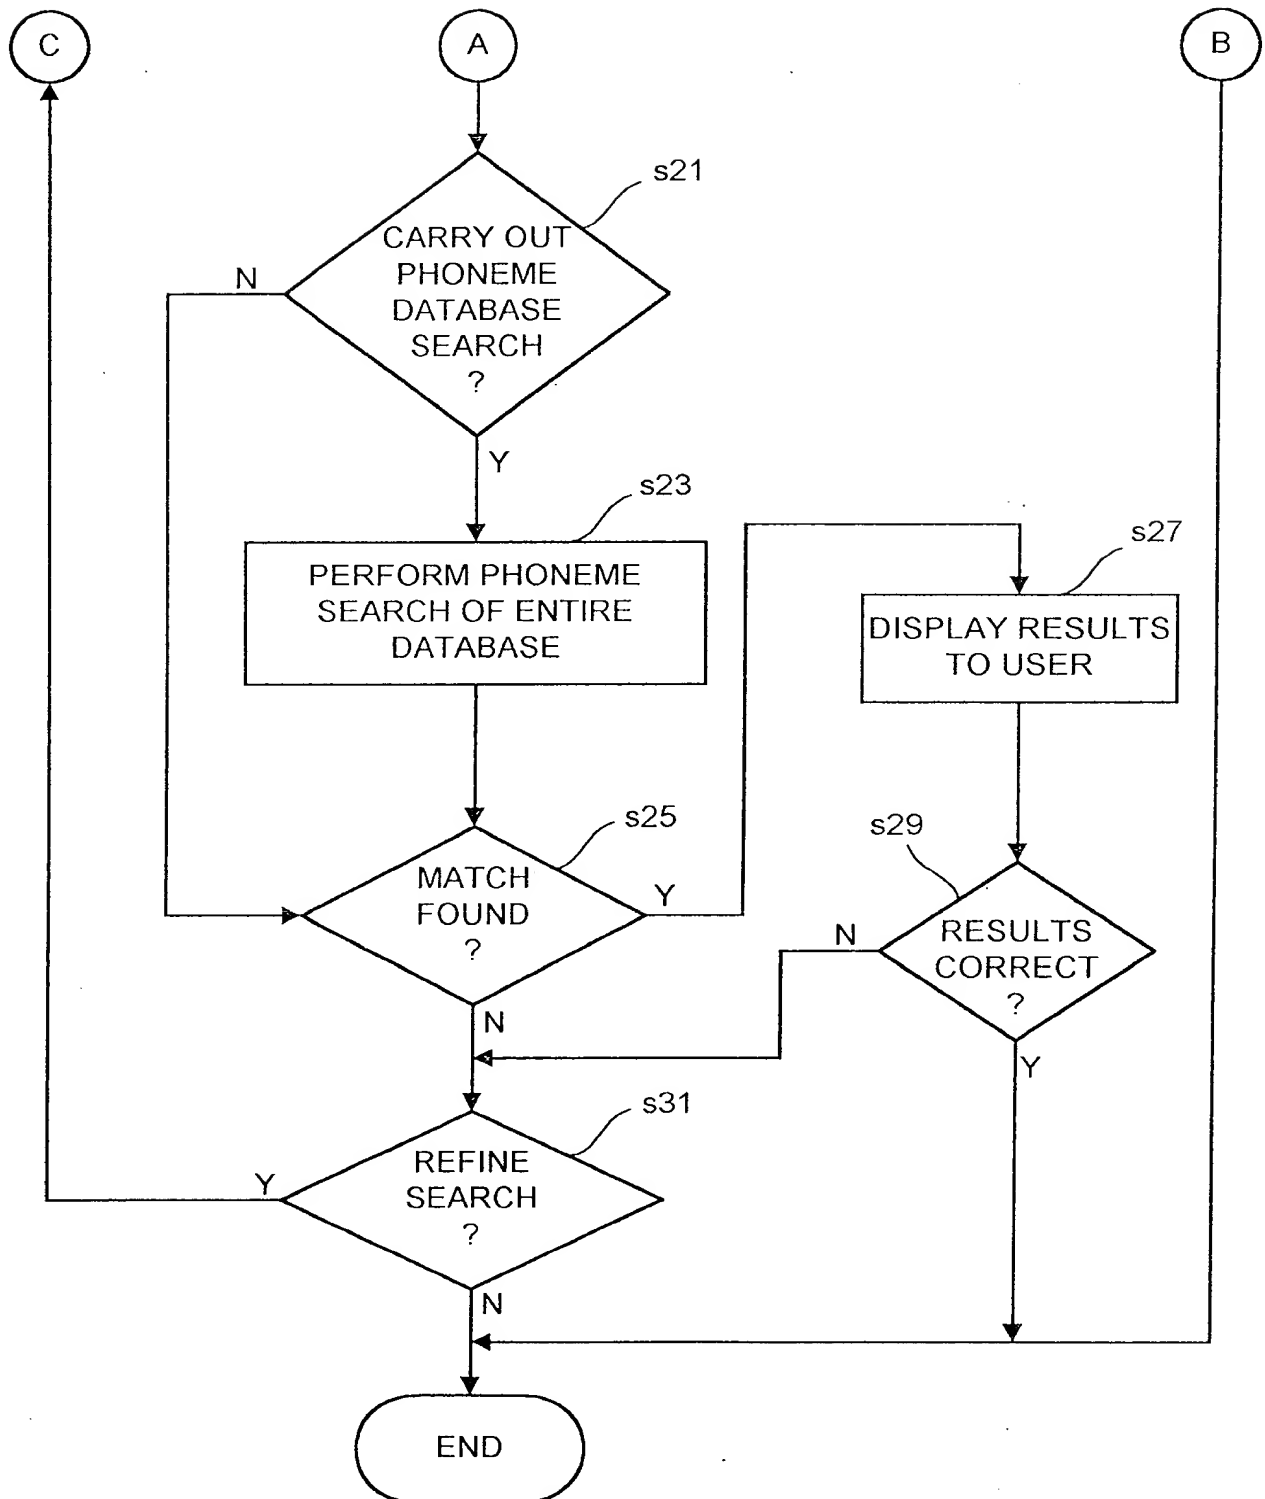 C
A
B
s21
CARRY OUT
PHONEME
DATABASE
SEARCH
?
N
Y
s23
PERFORM PHONEME
SEARCH OF ENTIRE
DATABASE
s27
DISPLAY RESULTS
TO USER
s25
MATCH
FOUND
?
Y
N
s29
RESULTS
CORRECT
?
N
Y
s31
REFINE
SEARCH
?
Y
N
END